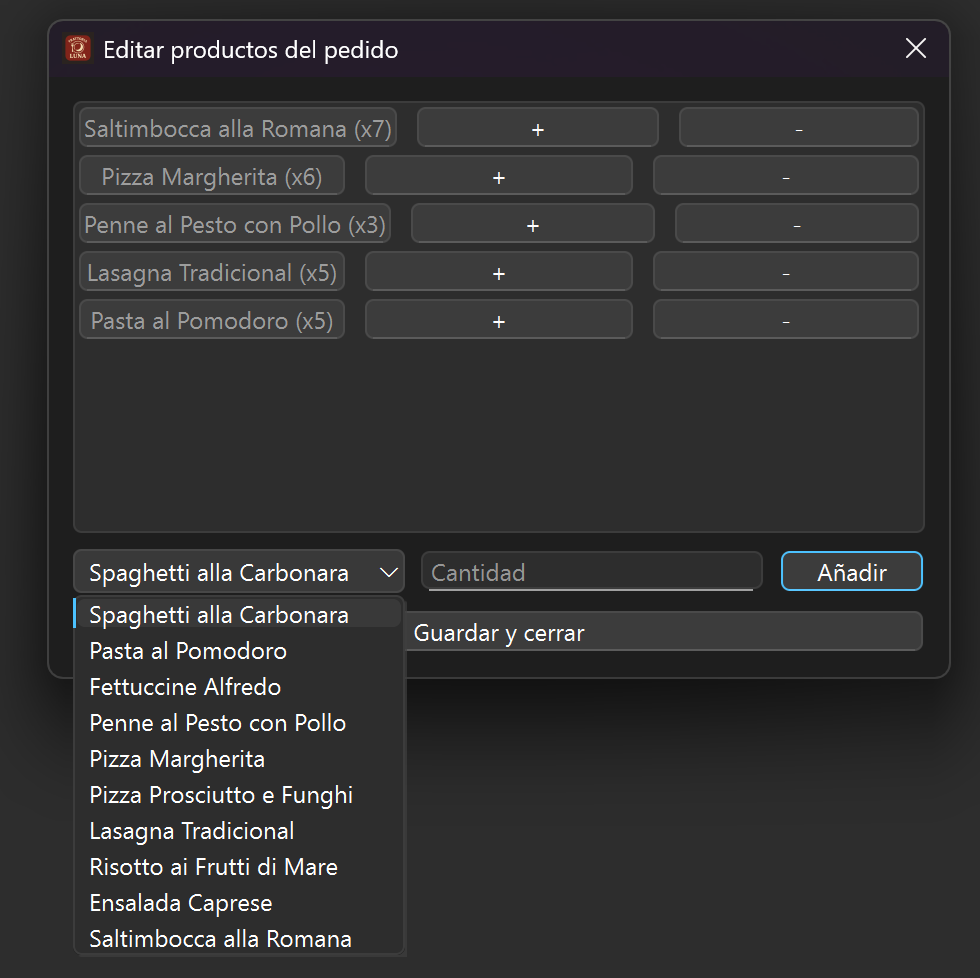 TRATTORIA
LUNA
Editar productos del pedido
Saltimbocca alla Romana (x7) + -
Pizza Margherita (x6) + -
Penne al Pesto con Pollo (x3) + -
Lasagna Tradicional (x5) + -
Pasta al Pomodoro (x5) + -
Spaghetti alla Carbonara Cantidad Añadir
Guardar y cerrar
Spaghetti alla Carbonara
Pasta al Pomodoro
Fettuccine Alfredo
Penne al Pesto con Pollo
Pizza Margherita
Pizza Prosciutto e Funghi
Lasagna Tradicional
Risotto ai Frutti di Mare
Ensalada Caprese
Saltimbocca alla Romana